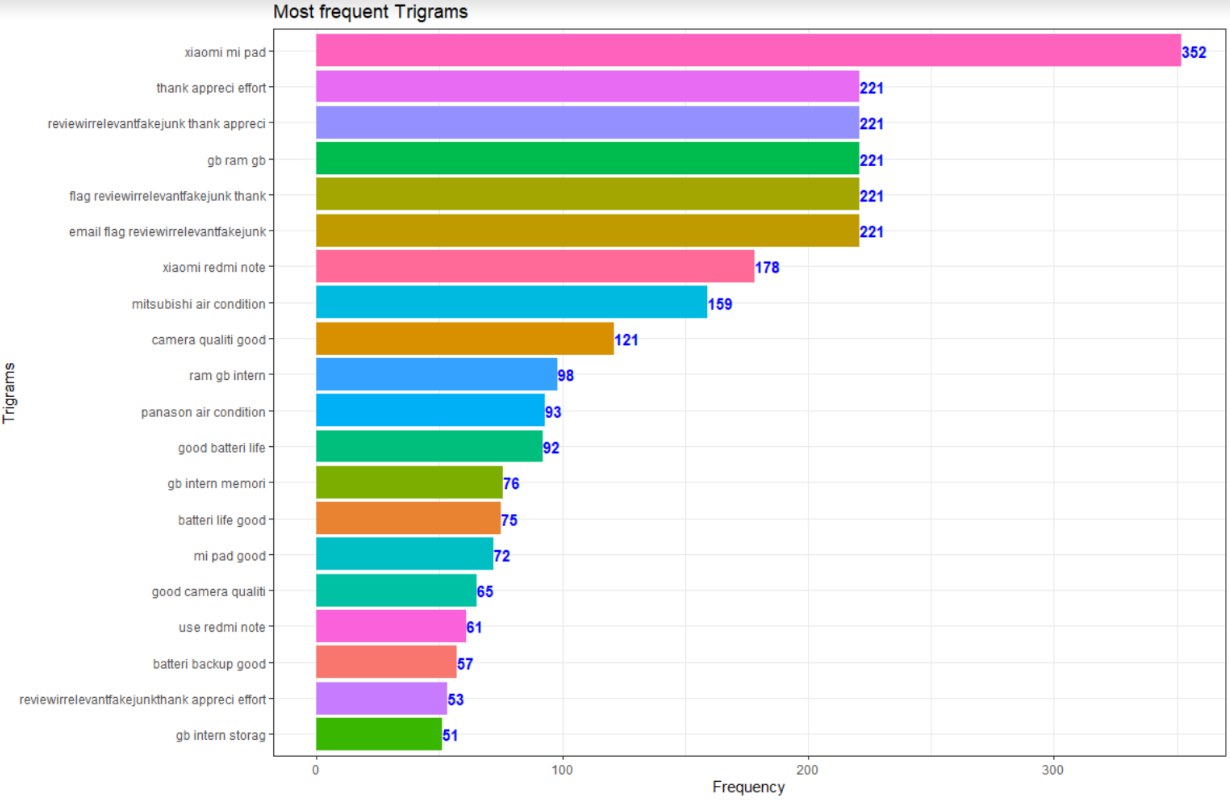 Most frequent Trigrams
xiaomi mi pad 352
thank appreci effort 221
reviewirrelevantfakejunk thank appreci 221
gb ram gb 221
flag reviewirrelevantfakejunk thank 221
email flag reviewirrelevantfakejunk 221
xiaomi redmi note 178
mitsubishi air condition 159
camera qualiti good 121
ram gb intern 98
panason air condition 93
good batteri life 92
gb intern memori 76
batteri life good 75
mi pad good 72
good camera qualiti 65
use redmi note 61
batteri backup good 57
reviewirrelevantfakejunkthank appreci effort 53
gb intern storag 51
Trigrams
0 100 200 300
Frequency